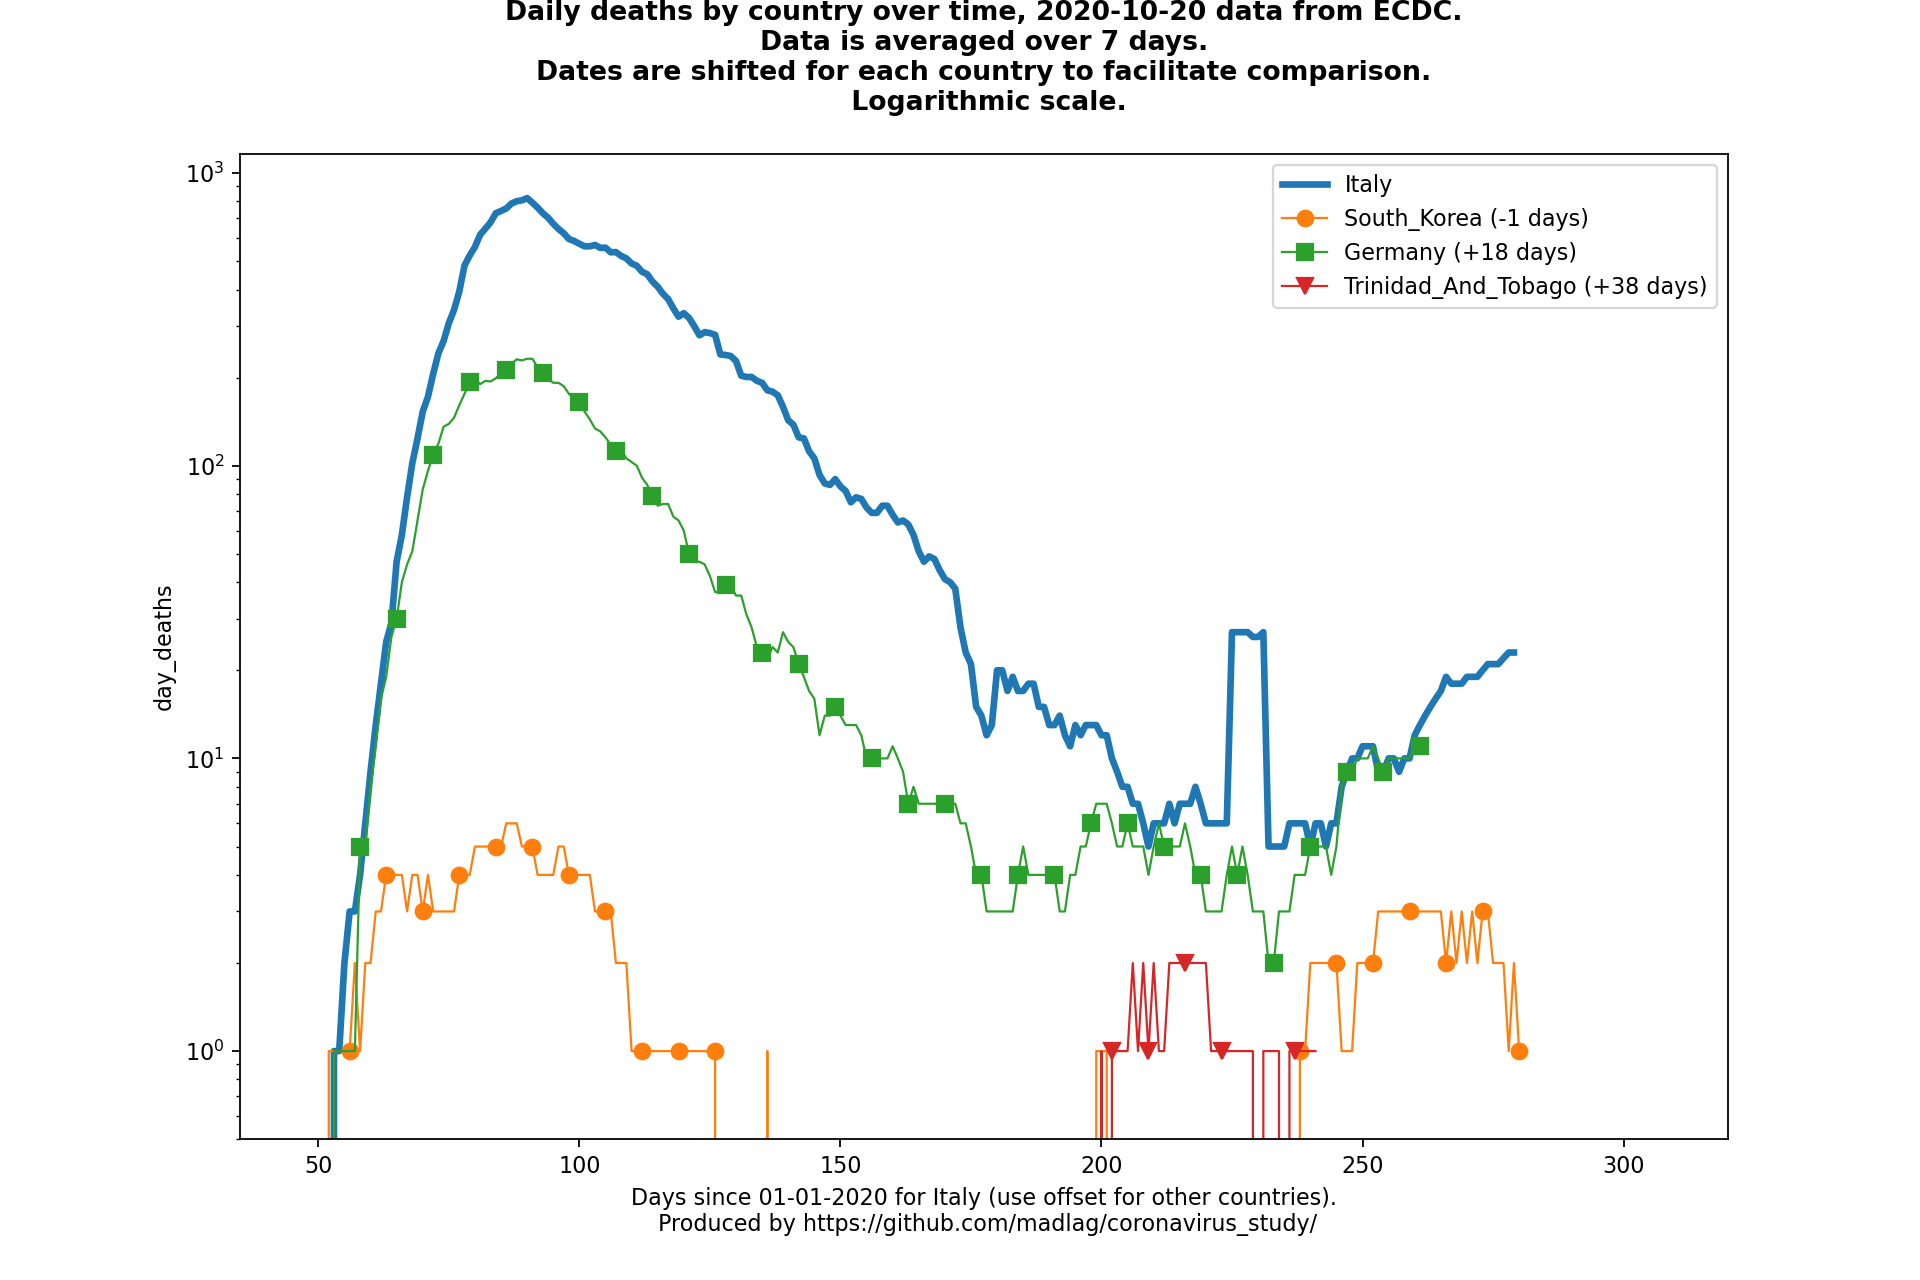 Daily deaths by country over time, 2020-10-20 data from ECDC.
Data is averaged over 7 days.
Dates are shifted for each country to facilitate comparison.
Logarithmic scale.
10³
10²
10¹
10⁰
day_deaths
Italy
South_Korea (-1 days)
Germany (+18 days)
Trinidad_And_Tobago (+38 days)
50 100 150 200 250 300
Days since 01-01-2020 for Italy (use offset for other countries).
Produced by https://github.com/madlag/coronavirus_study/